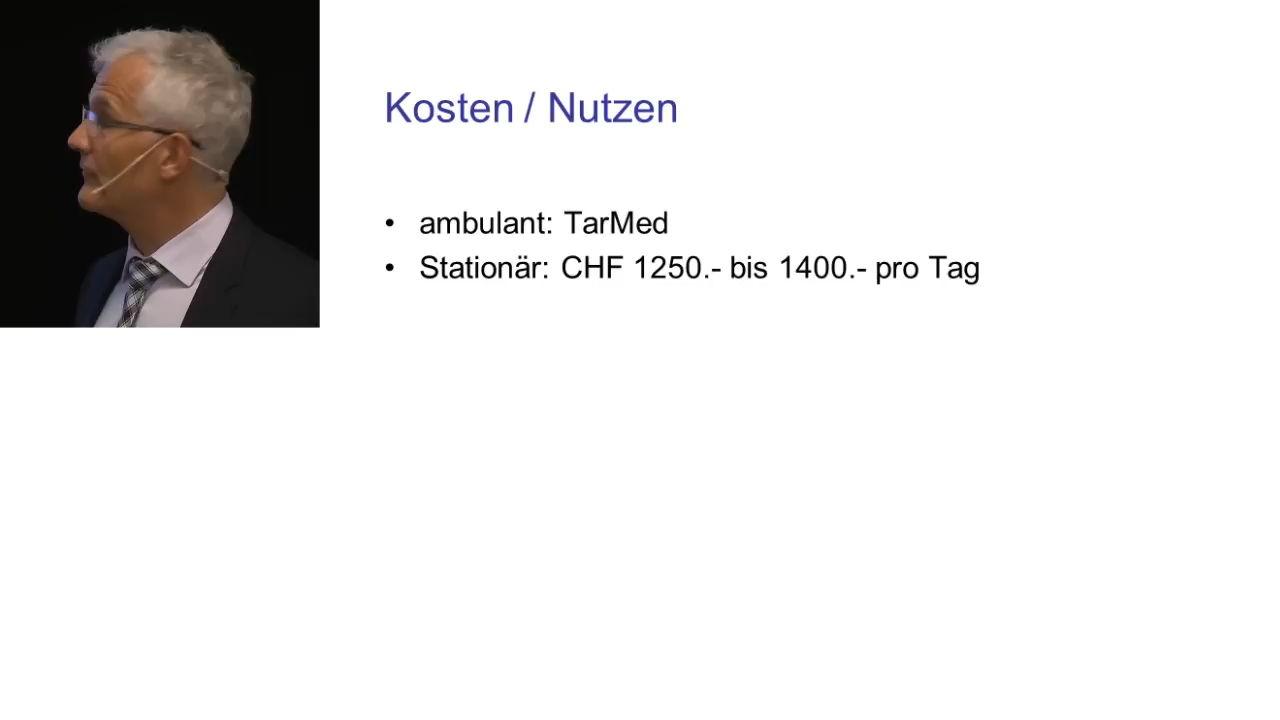 Kosten / Nutzen
• ambulant: TarMed
• Stationär: CHF 1250.- bis 1400.- pro Tag